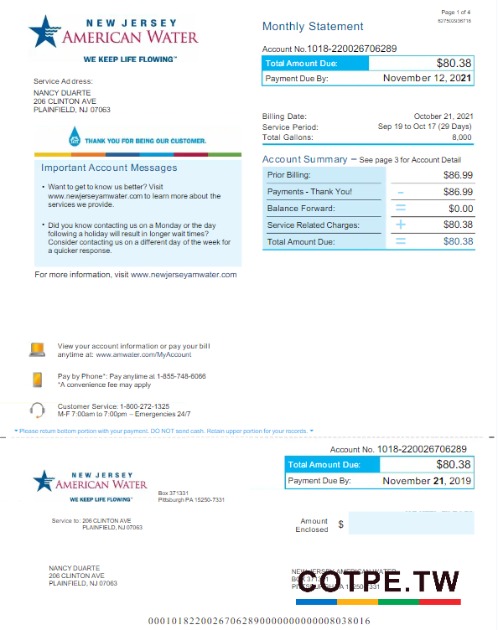 Page 1 of 4
NEW JERSEY
AMERICAN WATER
WE KEEP LIFE FLOWING™
Monthly Statement
Account No.1018-220026706289
Total Amount Due: $80.38
Payment Due By: November 12, 2021
Service Address:
NANCY DUARTE
206 CLINTON AVE
PLAINFIELD, NJ 07063
Billing Date: October 21, 2021
Service Period: Sep 19 to Oct 17 (29 Days)
Total Gallons: 8,000
THANK YOU FOR BEING OUR CUSTOMER.
Account Summary – See page 3 for Account Detail
Prior Billing: $86.99
Payments - Thank You! - $86.99
Balance Forward: = $0.00
Service Related Charges: + $80.38
Total Amount Due: = $80.38
Important Account Messages
• Want to get to know us better? Visit
www.newjerseyamwater.com to learn more about the
services we provide.
• Did you know contacting us on a Monday or the day
following a holiday will result in longer wait times?
Consider contacting us on a different day of the week for
a quicker response.
For more information, visit www.newjerseyamwater.com
View your account information or pay your bill
anytime at: www.amwater.com/MyAccount
Pay by Phone*: Pay anytime at 1-855-748-6066
*A convenience fee may apply
Customer Service: 1-800-272-1325
M-F 7:00am to 7:00pm – Emergencies 24/7
Please return bottom portion with your payment. DO NOT send cash. Retain upper portion for your records.
NEW JERSEY
AMERICAN WATER
WE KEEP LIFE FLOWING™
Box 371331
Pittsburgh PA 15250-7331
Account No. 1018-220026706289
Total Amount Due: $80.38
Payment Due By: November 21, 2019
Service to: 206 CLINTON AVE
PLAINFIELD, NJ 07063
Amount
Enclosed $
NANCY DUARTE
206 CLINTON AVE
PLAINFIELD, NJ 07063
NEW JERSEY AMERICAN WATER
COTPE.TW